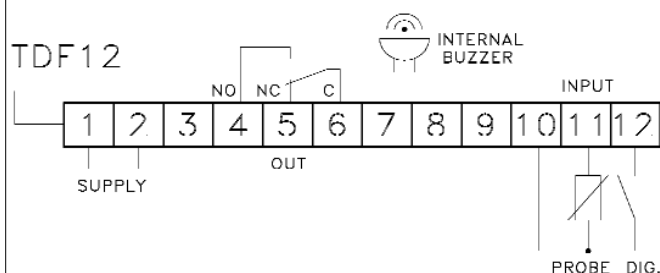 TDF12
INTERNAL
BUZZER
NO NC C INPUT
1 2 3 4 5 6 7 8 9 10 11 12
OUT
SUPPLY
PROBE DIG.